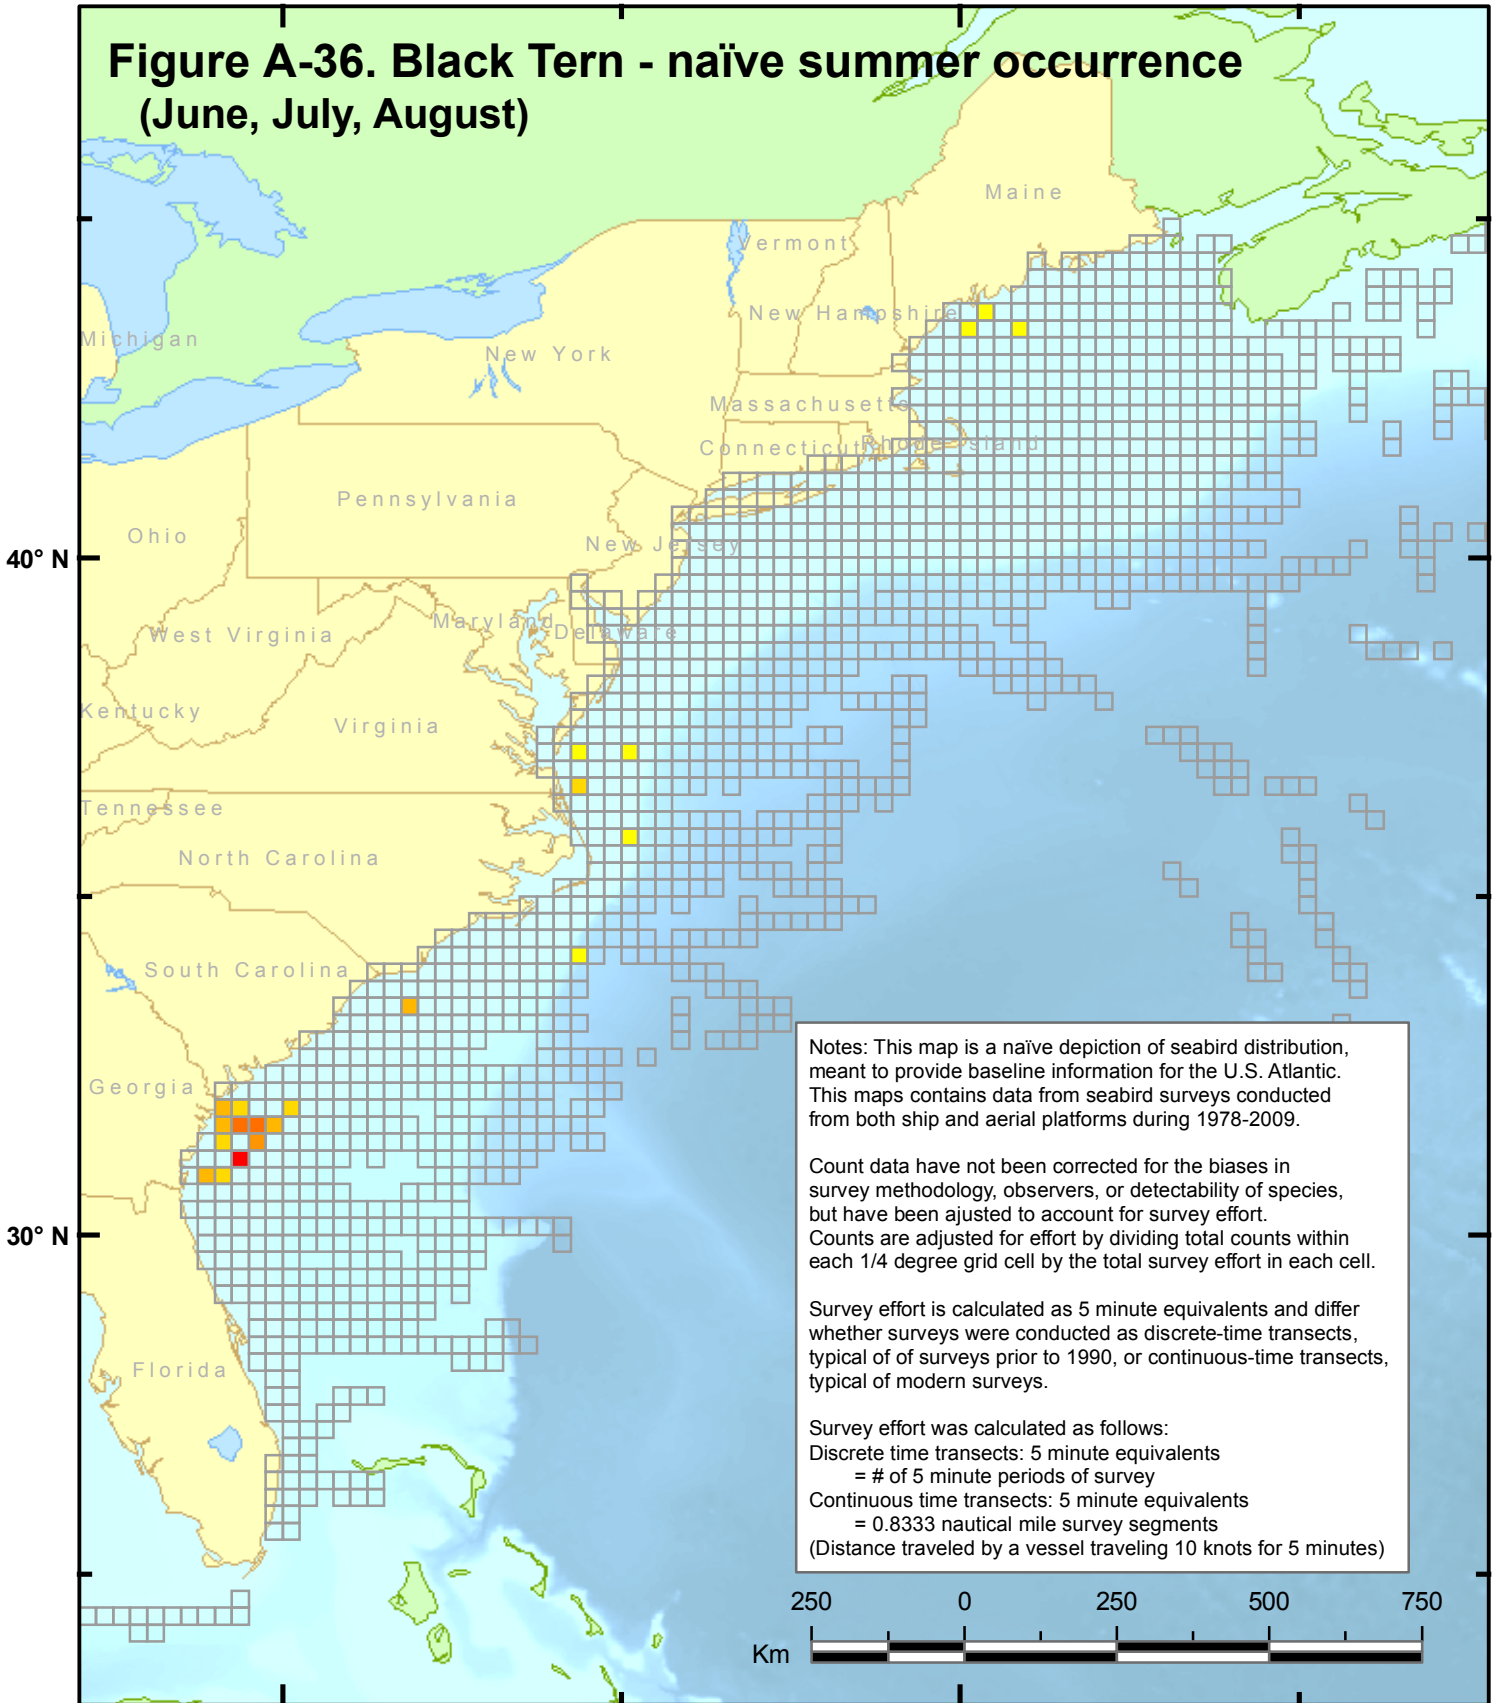 Figure A-36. Black Tern - naïve summer occurrence
(June, July, August)
Maine
Vermont
New Hampshire
Michigan
New York
Massachusetts
Connecticut
Rhode Island
Pennsylvania
Ohio
New Jersey
40° N
Maryland
Delaware
West Virginia
Kentucky
Virginia
Tennessee
North Carolina
South Carolina
Georgia
30° N
Florida
Notes: This map is a naïve depiction of seabird distribution,
meant to provide baseline information for the U.S. Atlantic.
This maps contains data from seabird surveys conducted
from both ship and aerial platforms during 1978-2009.
Count data have not been corrected for the biases in
survey methodology, observers, or detectability of species,
but have been ajusted to account for survey effort.
Counts are adjusted for effort by dividing total counts within
each 1/4 degree grid cell by the total survey effort in each cell.
Survey effort is calculated as 5 minute equivalents and differ
whether surveys were conducted as discrete-time transects,
typical of of surveys prior to 1990, or continuous-time transects,
typical of modern surveys.
Survey effort was calculated as follows:
Discrete time transects: 5 minute equivalents
= # of 5 minute periods of survey
Continuous time transects: 5 minute equivalents
= 0.8333 nautical mile survey segments
(Distance traveled by a vessel traveling 10 knots for 5 minutes)
250 0 250 500 750
Km